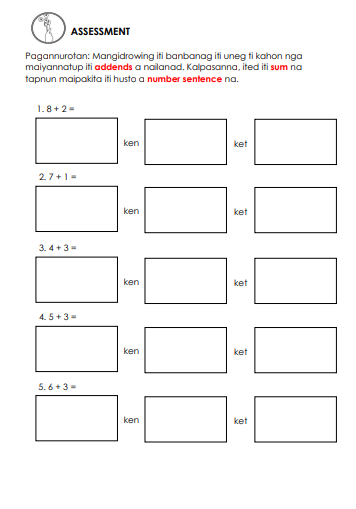 ASSESSMENT
Pagannurotan: Mangidrowing iti banbanag iti uneg ti kahon nga
maiyannatup iti addends a nailanad. Kalpasanna, ited iti sum na
tapnun maipakita iti husto a number sentence na.
1. 8 + 2 =
ken ket
2. 7 + 1 =
ken ket
3. 4 + 3 =
ken ket
4. 5 + 3 =
ken ket
5. 6 + 3 =
ken ket